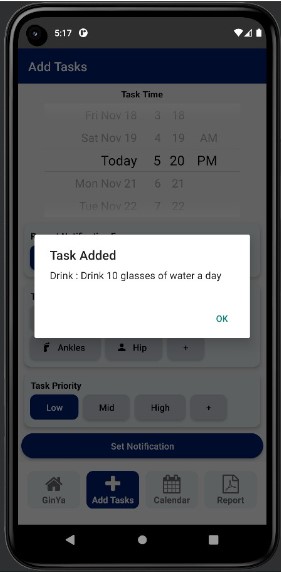 5:17
Add Tasks
Task Time
Fri Nov 18 3 18
Sat Nov 19 4 19 AM
Today 5 20 PM
Mon Nov 21 6 21
Tue Nov 22 7 22
Task Added
Drink : Drink 10 glasses of water a day
OK
Ankles Hip +
Task Priority
Low Mid High +
Set Notification
GinYa Add Tasks Calendar Report